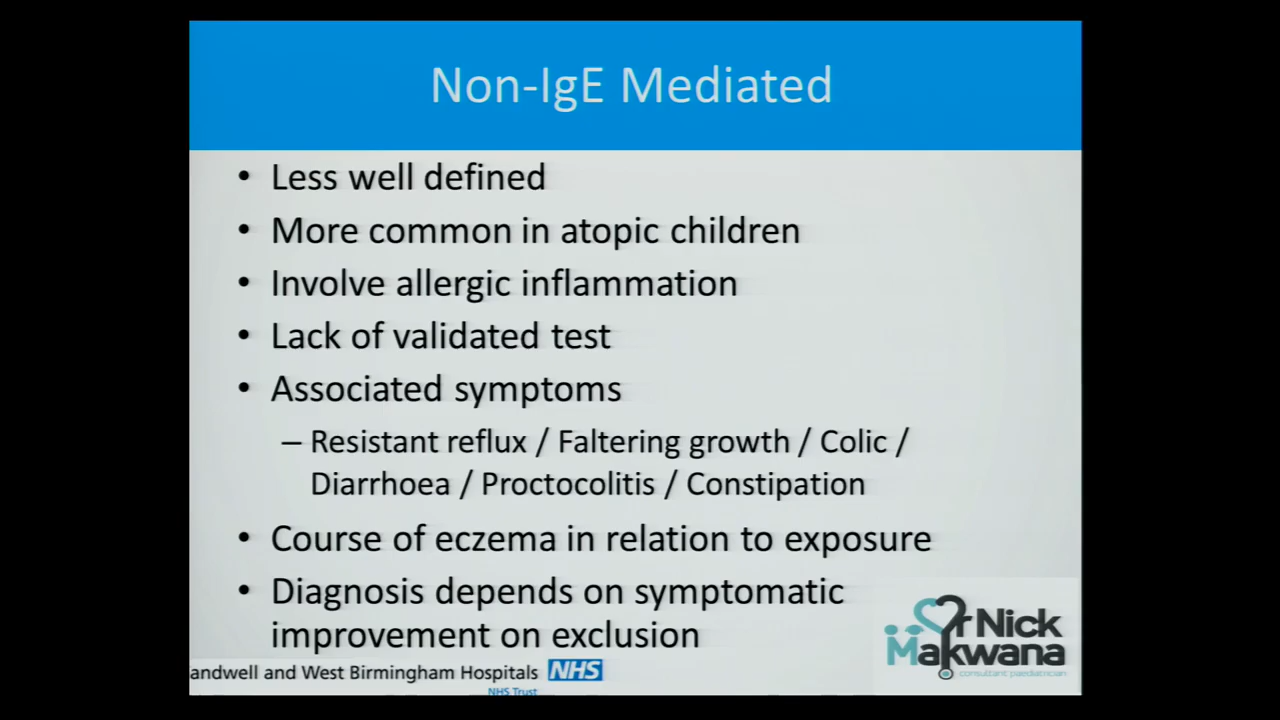 Non-IgE Mediated
• Less well defined
• More common in atopic children
• Involve allergic inflammation
• Lack of validated test
• Associated symptoms
– Resistant reflux / Faltering growth / Colic /
Diarrhoea / Proctocolitis / Constipation
• Course of eczema in relation to exposure
• Diagnosis depends on symptomatic
improvement on exclusion
andwell and West Birmingham Hospitals NHS
NHS Trust
Dr Nick
Makwana
consultant paediatrician